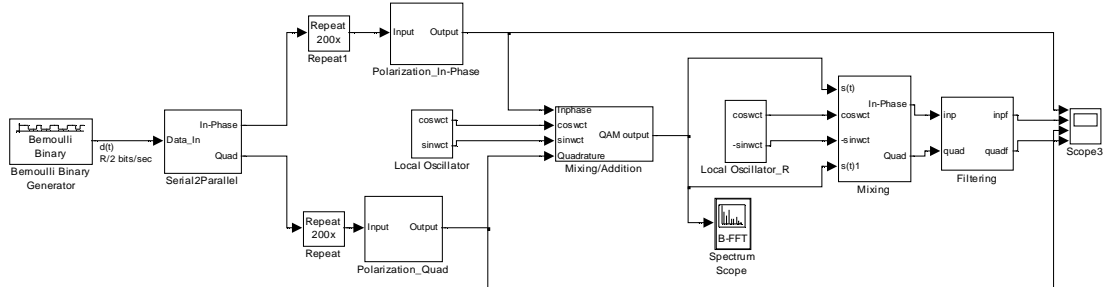 Bernoulli
Binary
Bernoulli Binary
Generator
d(t)
R/2 bits/sec
Data_In
In-Phase
Quad
Serial2Parallel
Repeat
200x
Repeat1
Input
Output
Polarization_In-Phase
Repeat
200x
Repeat
Input
Output
Polarization_Quad
coswct
sinwct
Local Oscillator
Inphase
coswct
sinwct
Quadrature
QAM output
Mixing/Addition
coswct
-sinwct
Local Oscillator_R
B-FFT
Spectrum
Scope
s(t)
coswct
-sinwct
s(t)1
In-Phase
Quad
Mixing
inp
quad
inpf
quadf
Filtering
Scope3